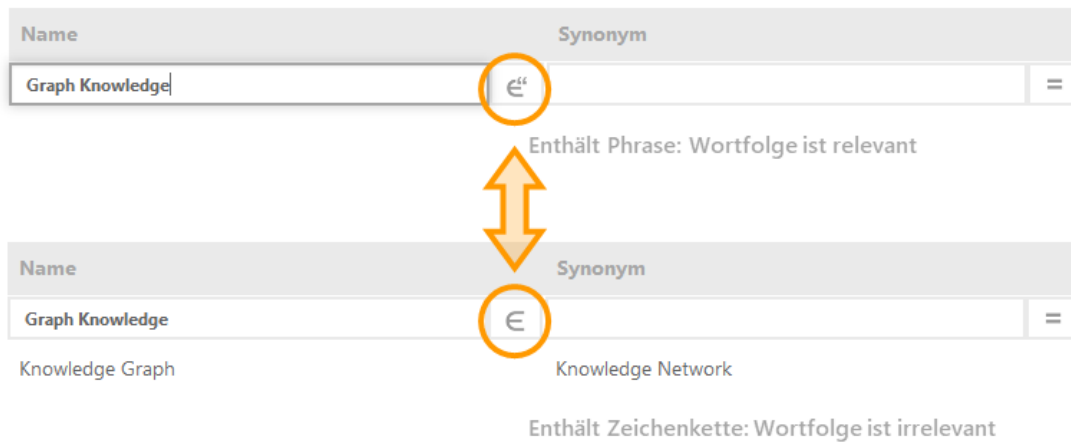 Name Synonym
Graph Knowledge ∈“ =
Enthält Phrase: Wortfolge ist relevant
Name Synonym
Graph Knowledge ∈ =
Knowledge Graph Knowledge Network
Enthält Zeichenkette: Wortfolge ist irrelevant